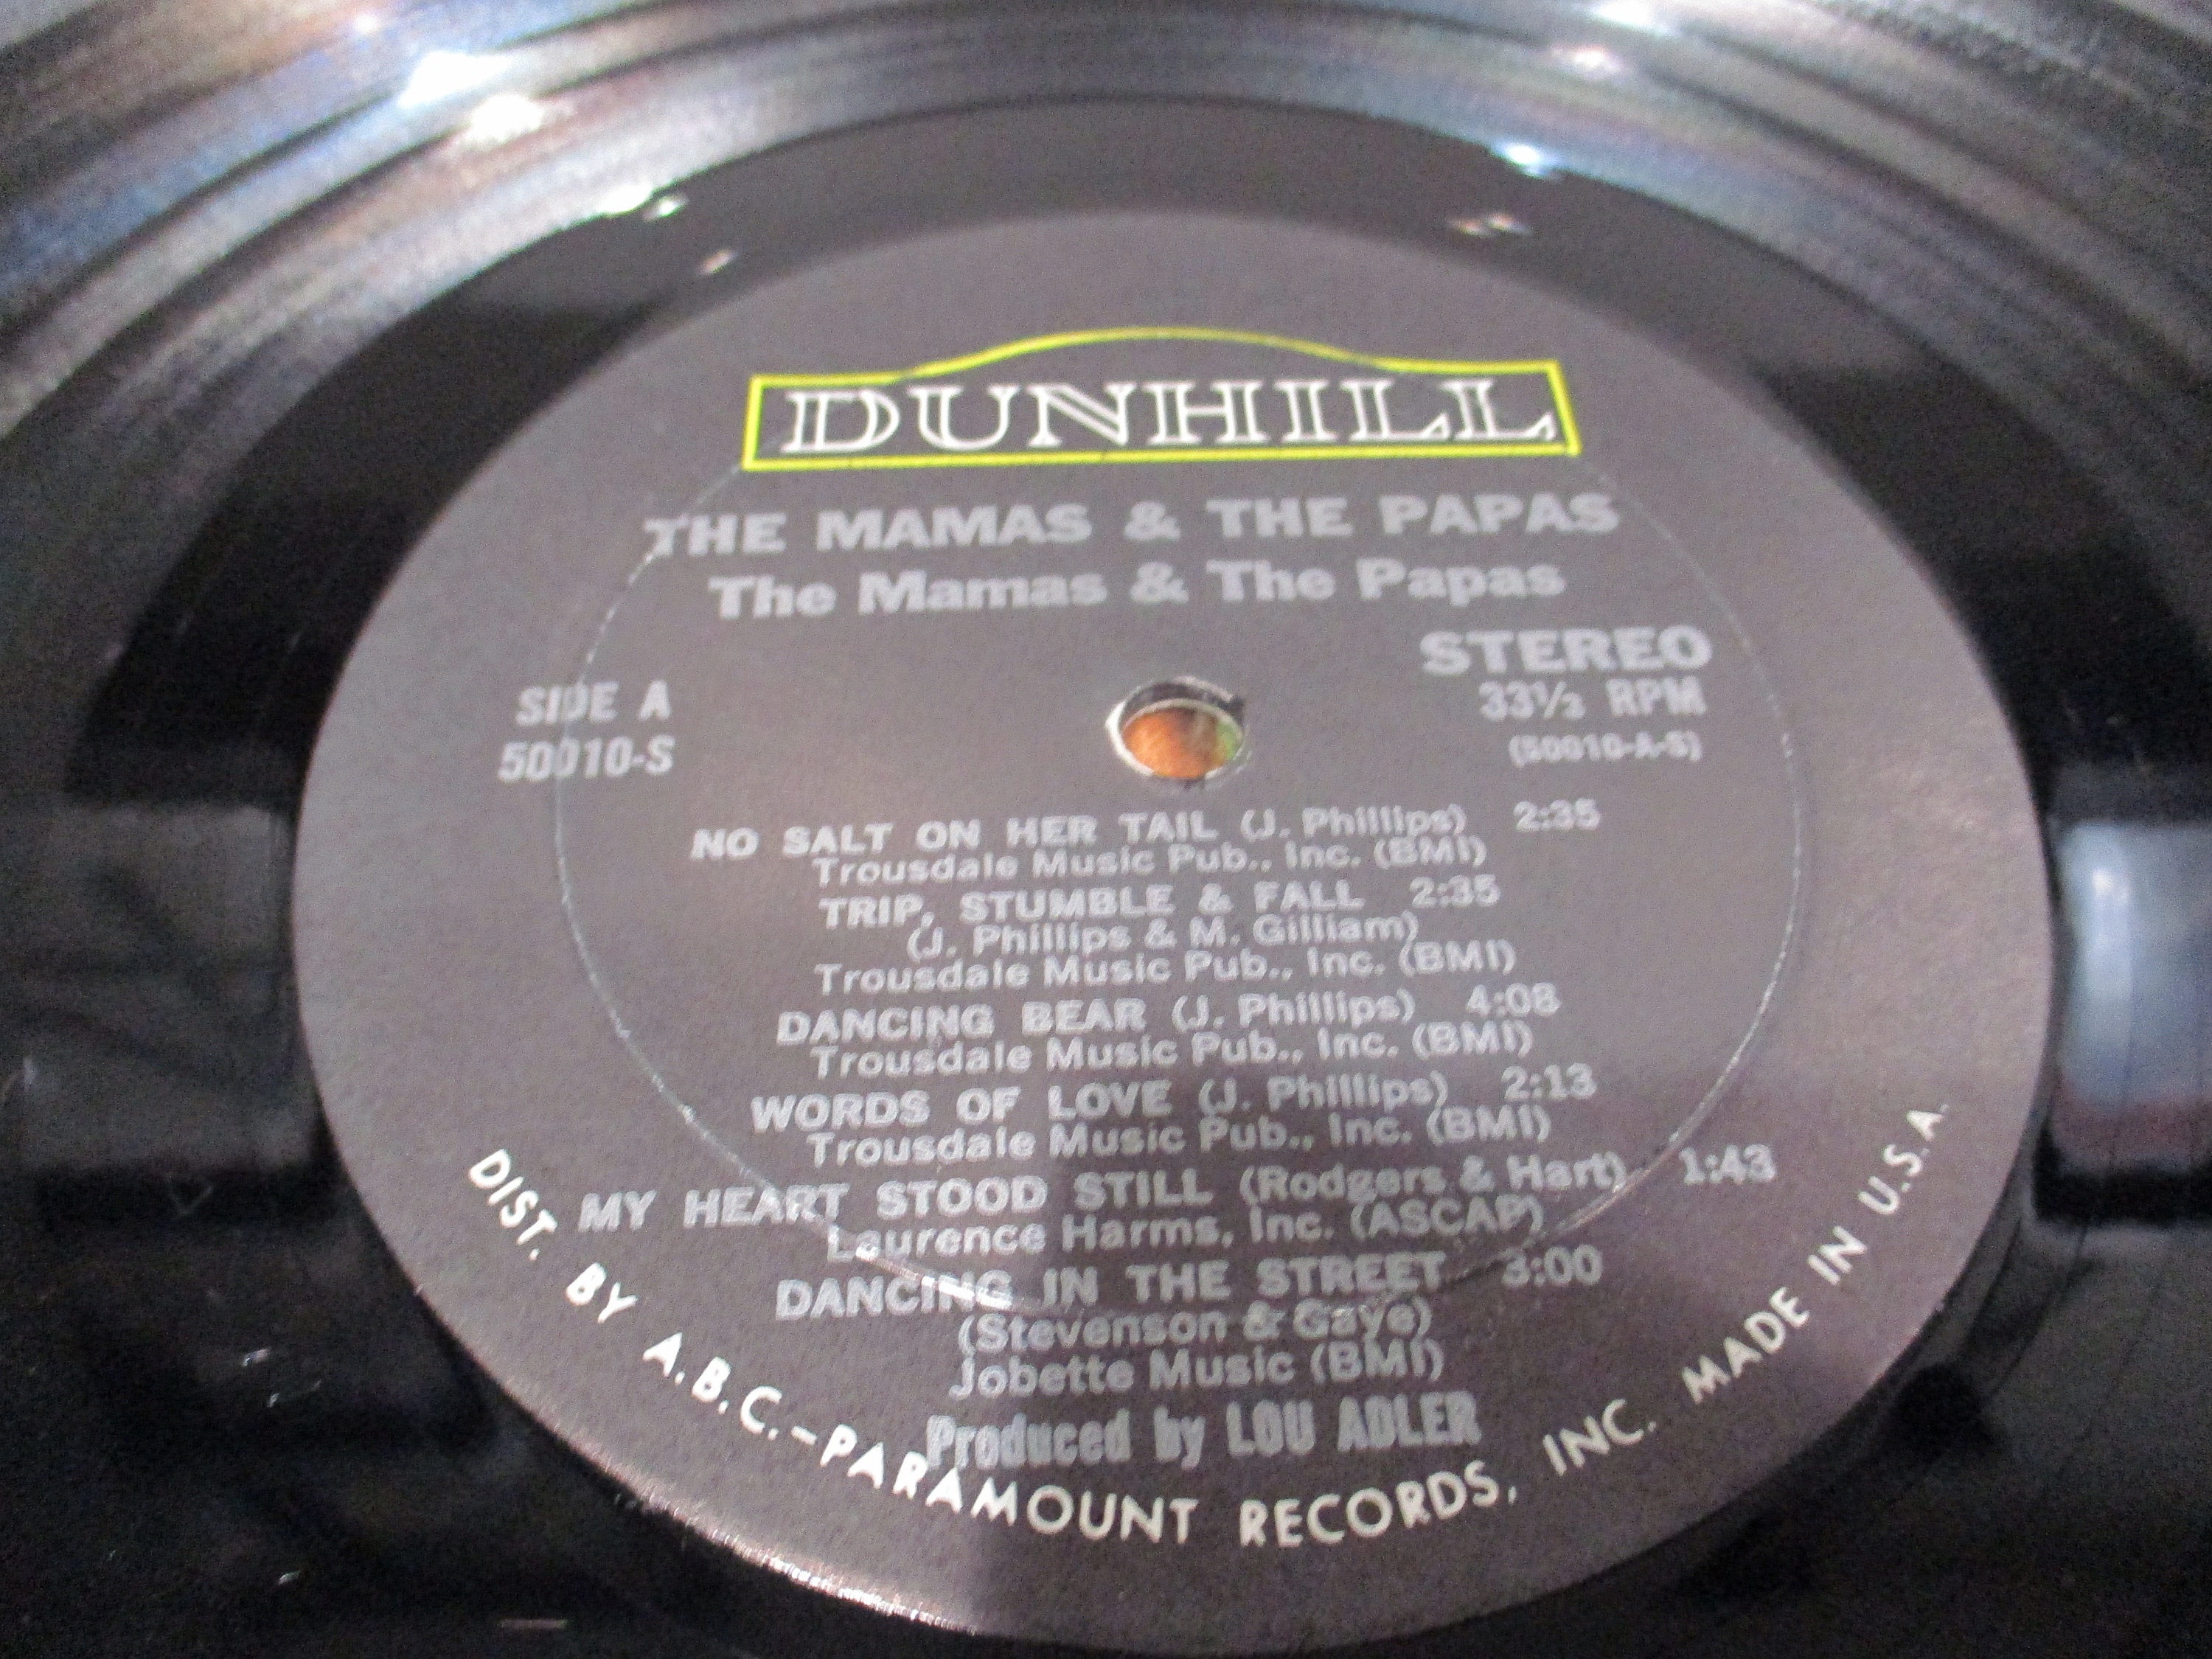 DUNHILL
THE MAMAS & THE PAPAS
The Mamas & The Papas
STEREO
SIDE A
33⅓ RPM
50010-S
(50010-A-S)
NO SALT ON HER TAIL (J. Phillips) 2:35
Trousdale Music Pub., Inc. (BMI)
TRIP, STUMBLE & FALL 2:35
(J. Phillips & M. Gilliam)
Trousdale Music Pub., Inc. (BMI)
DANCING BEAR (J. Phillips) 4:08
Trousdale Music Pub., Inc. (BMI)
WORDS OF LOVE (J. Phillips) 2:13
Trousdale Music Pub., Inc. (BMI)
MY HEART STOOD STILL (Rodgers & Hart) 1:43
Laurence Harms, Inc. (ASCAP)
DANCING IN THE STREET 3:00
(Stevenson & Gaye)
Jobette Music (BMI)
Produced by LOU ADLER
DIST. BY A.B.C.-PARAMOUNT RECORDS, INC. MADE IN U.S.A.